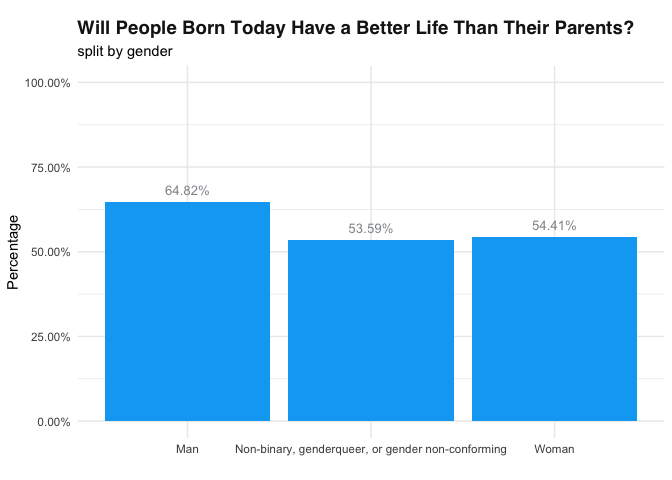 Will People Born Today Have a Better Life Than Their Parents?
split by gender
100.00%
75.00%
50.00%
25.00%
0.00%
Percentage
64.82%
53.59%
54.41%
Man
Non-binary, genderqueer, or gender non-conforming
Woman